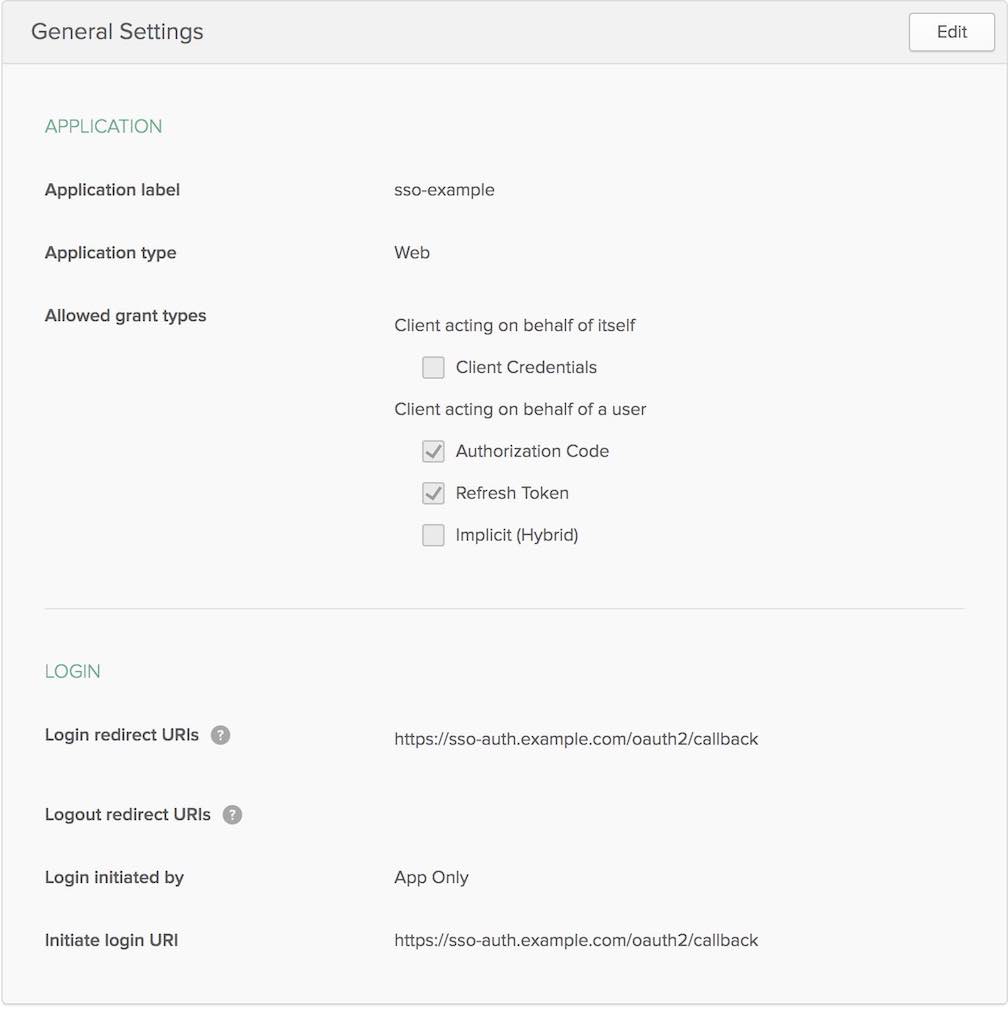 General Settings
Edit
APPLICATION
Application label
sso-example
Application type
Web
Allowed grant types
Client acting on behalf of itself
Client Credentials
Client acting on behalf of a user
Authorization Code
Refresh Token
Implicit (Hybrid)
LOGIN
Login redirect URIs ?
https://sso-auth.example.com/oauth2/callback
Logout redirect URIs ?
Login initiated by
App Only
Initiate login URI
https://sso-auth.example.com/oauth2/callback